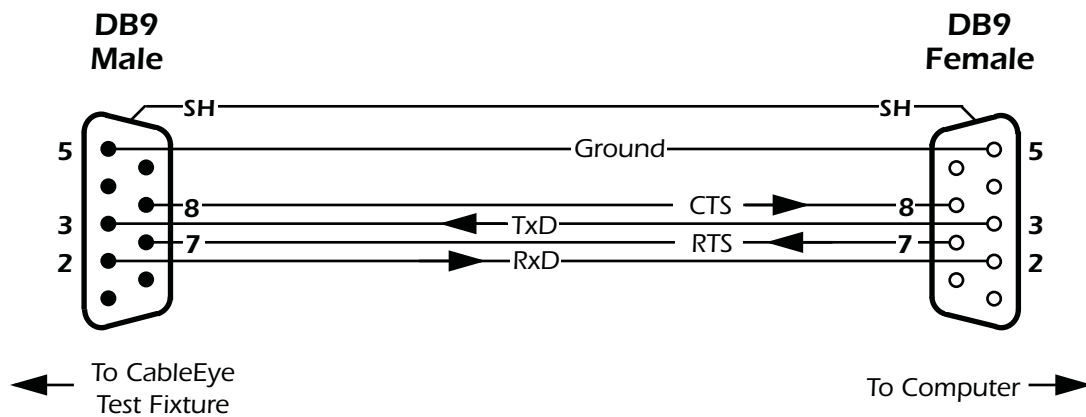 DB9
Male
DB9
Female
SH
SH
5
Ground
5
8
CTS
8
3
TxD
3
7
RTS
7
2
RxD
2
To CableEye
Test Fixture
To Computer